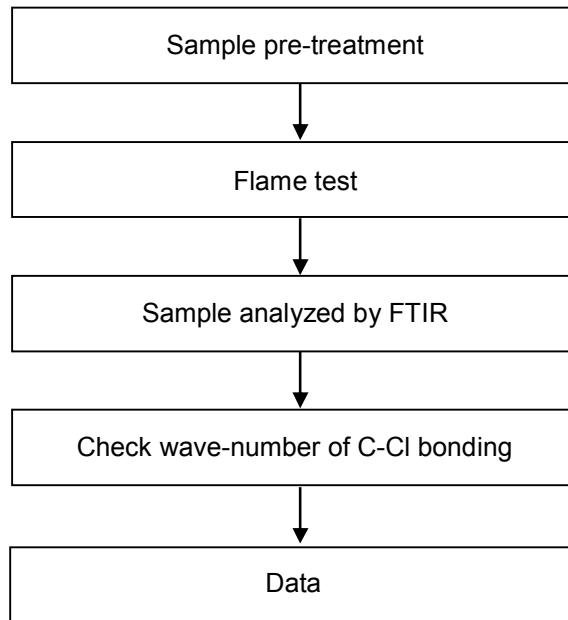 Sample pre-treatment
Flame test
Sample analyzed by FTIR
Check wave-number of C-Cl bonding
Data